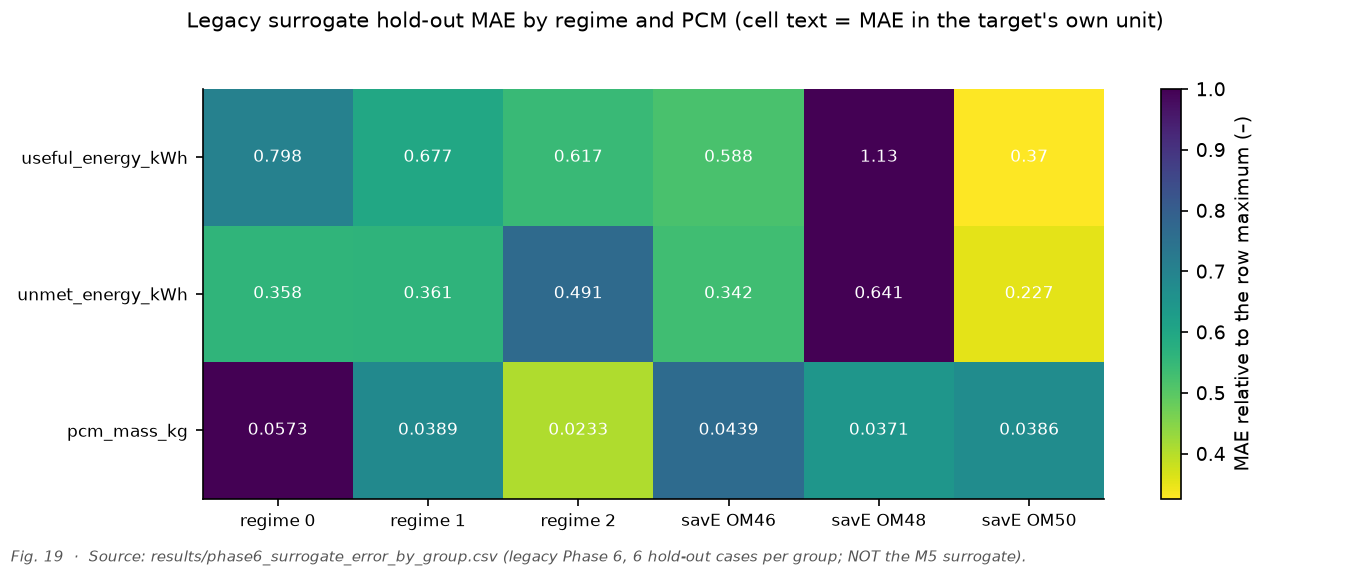 Legacy surrogate hold-out MAE by regime and PCM (cell text = MAE in the target's own unit)
useful_energy_kWh 0.798 0.677 0.617 0.588 1.13 0.37
unmet_energy_kWh 0.358 0.361 0.491 0.342 0.641 0.227
pcm_mass_kg 0.0573 0.0389 0.0233 0.0439 0.0371 0.0386
regime 0 regime 1 regime 2 savE OM46 savE OM48 savE OM50
1.0
0.9
0.8
0.7
0.6
0.5
0.4
MAE relative to the row maximum (–)
Fig. 19 · Source: results/phase6_surrogate_error_by_group.csv (legacy Phase 6, 6 hold-out cases per group; NOT the M5 surrogate).